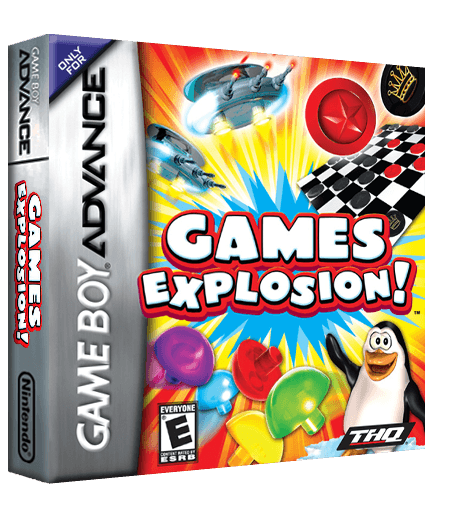 GAME BOY ADVANCE
GAMES
EXPLOSION!
Nintendo
GAME BOY ADVANCE
ONLY
FOR
GAMES
EXPLOSION!
TM
EVERYONE
E
CONTENT RATED BY
ESRB
THQ